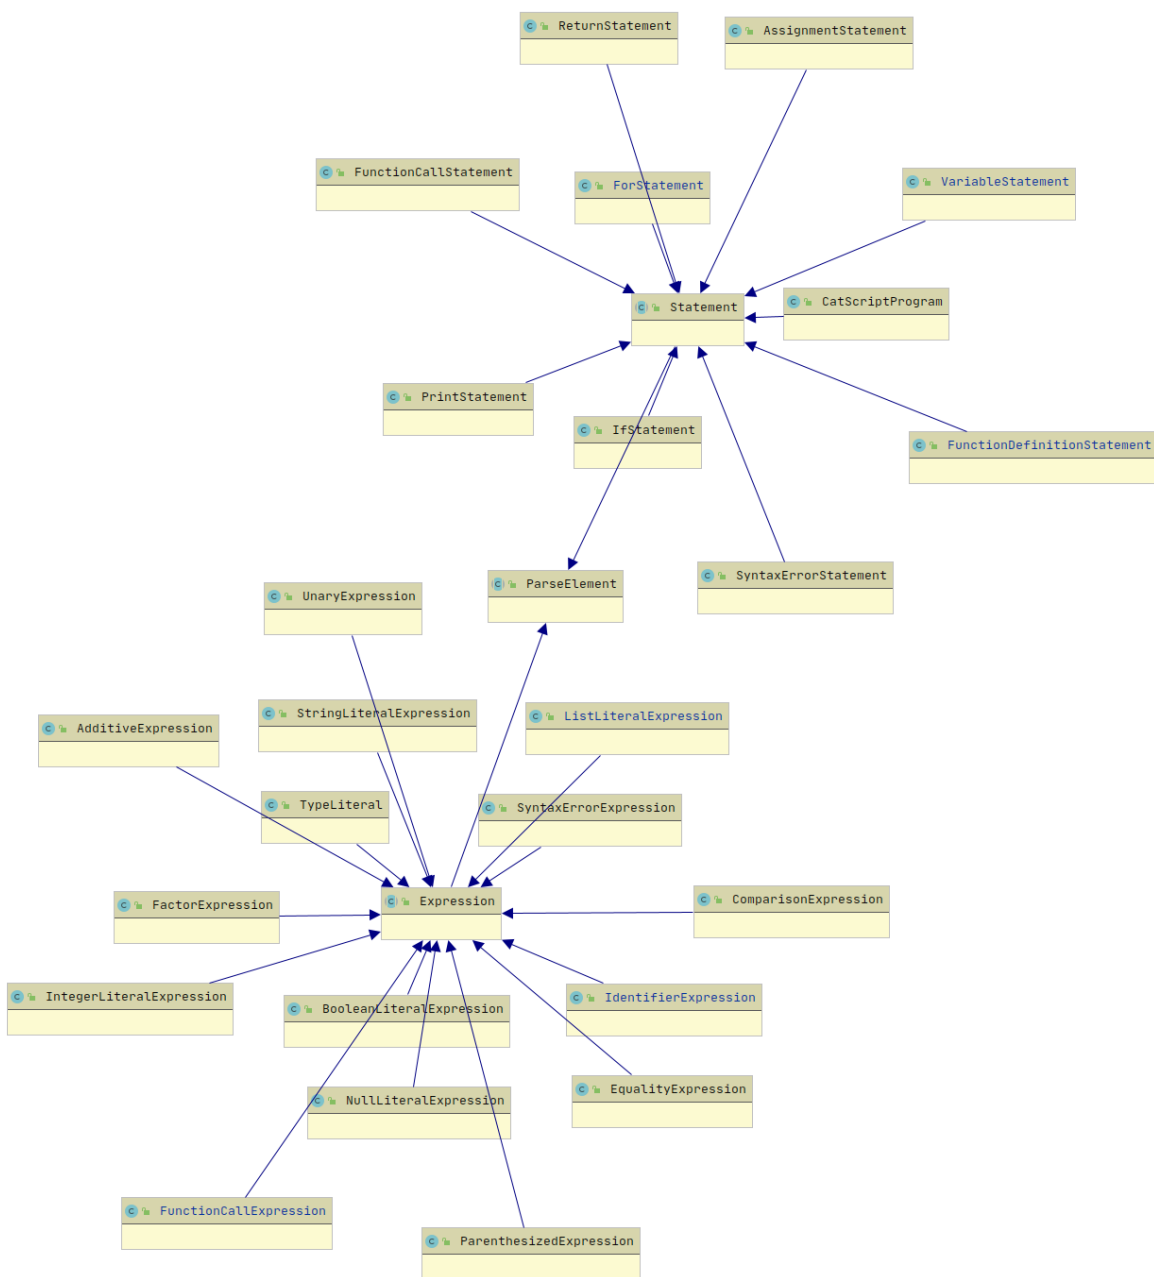 C ReturnStatement
C AssignmentStatement
C FunctionCallStatement
C ForStatement
C VariableStatement
C Statement
C CatScriptProgram
C PrintStatement
C IfStatement
C FunctionDefinitionStatement
C ParseElement
C SyntaxErrorStatement
C UnaryExpression
C StringLiteralExpression
C ListLiteralExpression
C AdditiveExpression
C TypeLiteral
C SyntaxErrorExpression
C FactorExpression
C Expression
C ComparisonExpression
C IntegerLiteralExpression
C BooleanLiteralExpression
C IdentifierExpression
C EqualityExpression
C NullLiteralExpression
C FunctionCallExpression
C ParenthesizedExpression